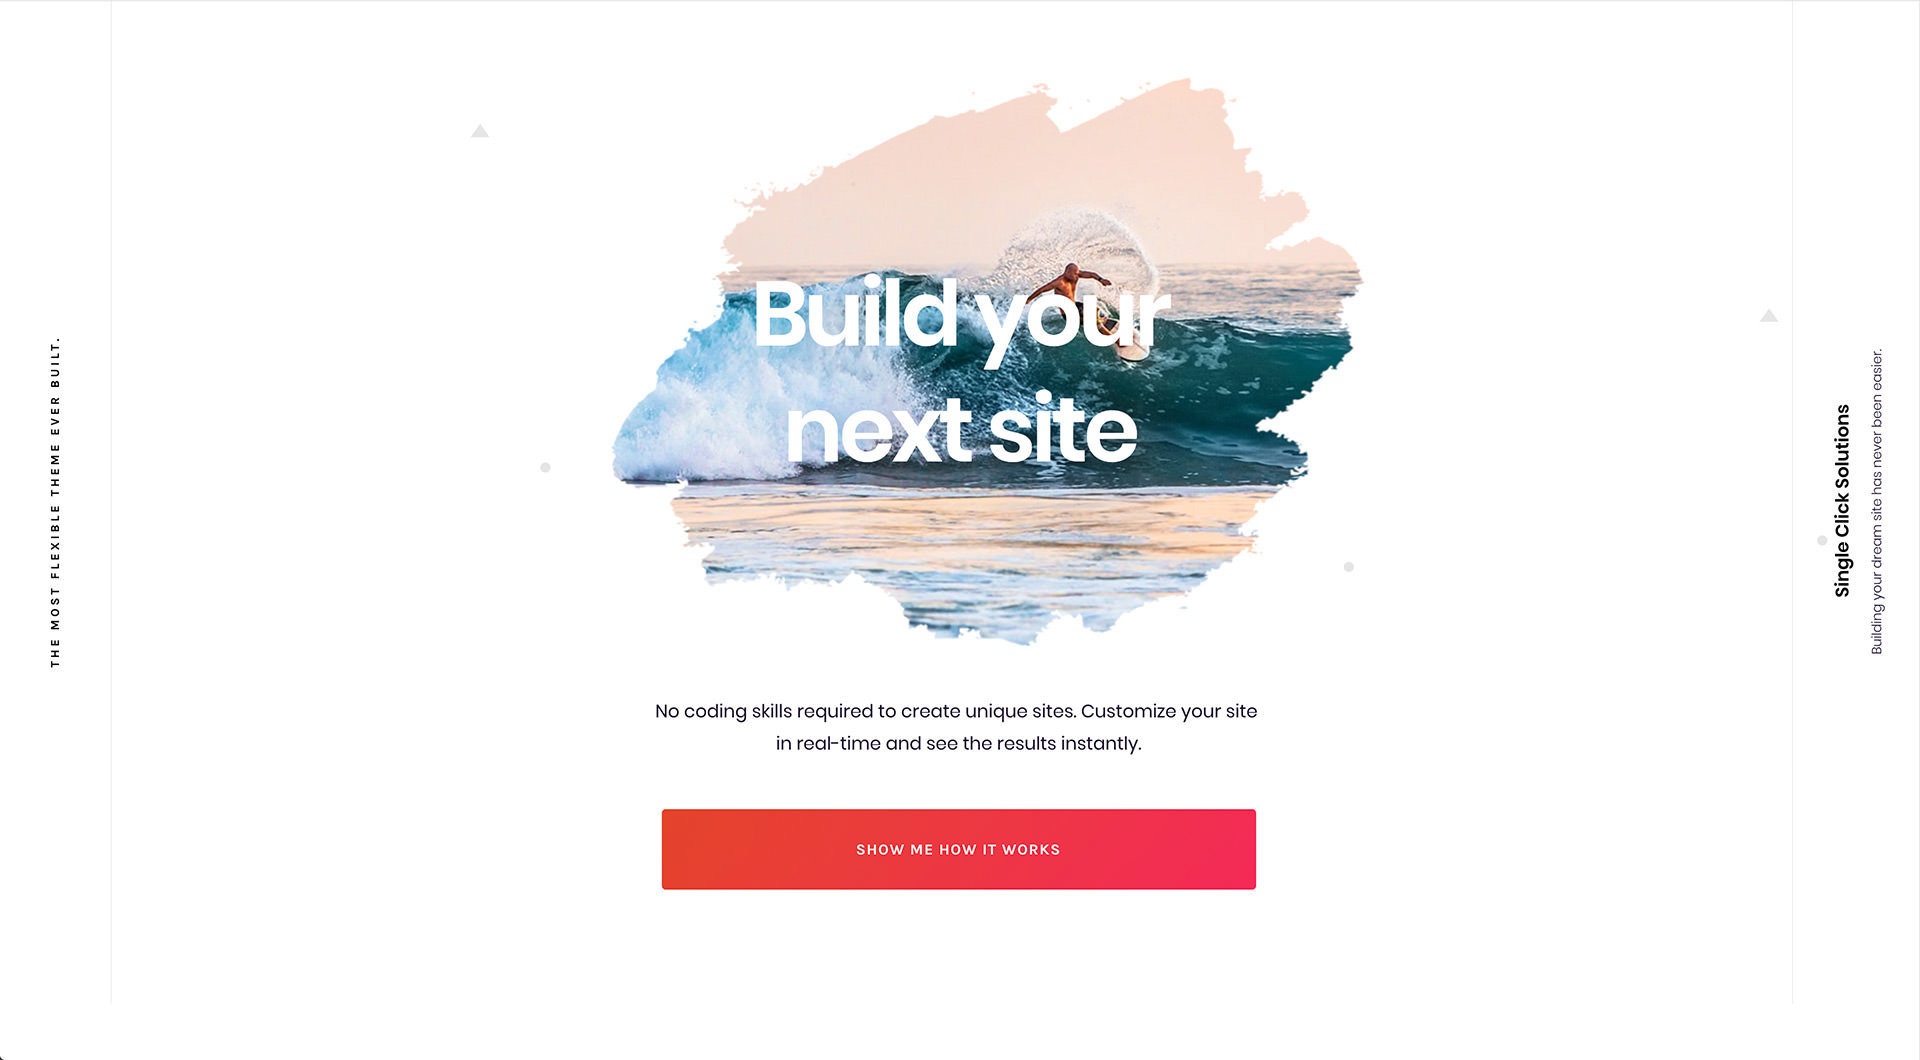 THE MOST FLEXIBLE THEME EVER BUILT.
Build your
next site
No coding skills required to create unique sites. Customize your site
in real-time and see the results instantly.
SHOW ME HOW IT WORKS
Single Click Solutions
Building your dream site has never been easier.